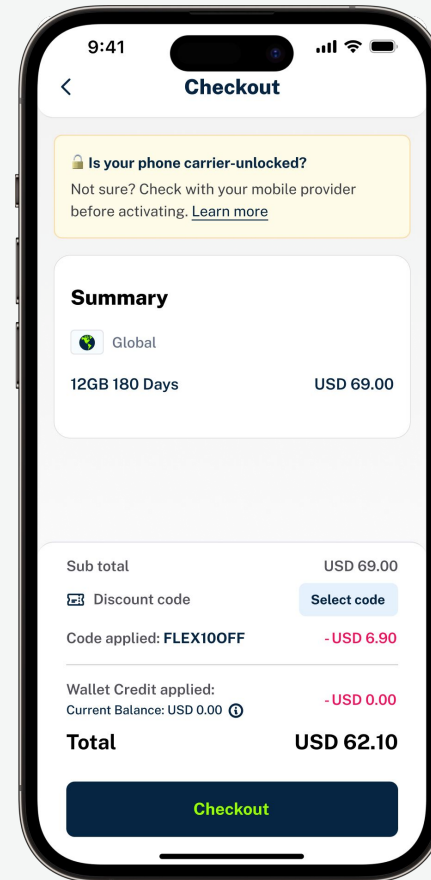 9:41
Checkout
Is your phone carrier-unlocked?
Not sure? Check with your mobile provider
before activating. Learn more
Summary
Global
12GB 180 Days USD 69.00
Sub total USD 69.00
Discount code Select code
Code applied: FLEX10OFF - USD 6.90
Wallet Credit applied: - USD 0.00
Current Balance: USD 0.00
Total USD 62.10
Checkout